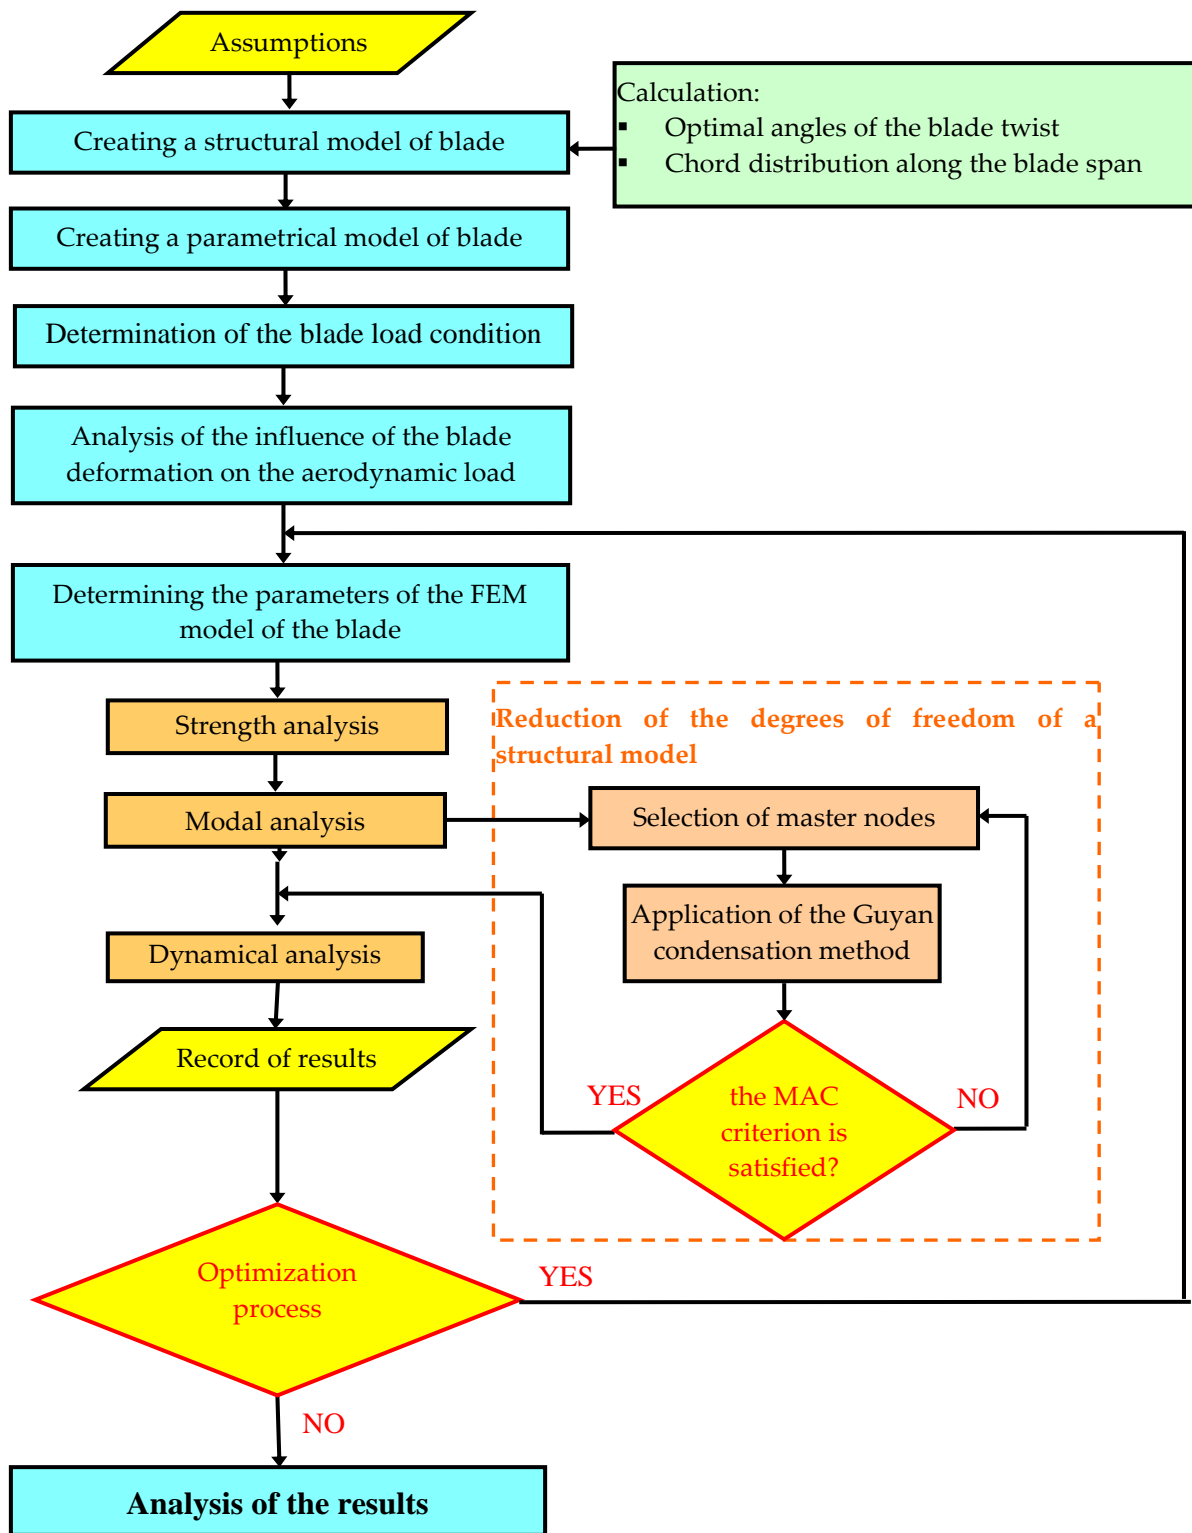 Assumptions
Calculation:
▪ Optimal angles of the blade twist
▪ Chord distribution along the blade span
Creating a structural model of blade
Creating a parametrical model of blade
Determination of the blade load condition
Analysis of the influence of the blade
deformation on the aerodynamic load
Determining the parameters of the FEM
model of the blade
Strength analysis
Reduction of the degrees of freedom of a
structural model
Modal analysis
Selection of master nodes
Application of the Guyan
condensation method
Dynamical analysis
Record of results
YES
NO
the MAC
criterion is
satisfied?
Optimization
process
YES
NO
Analysis of the results